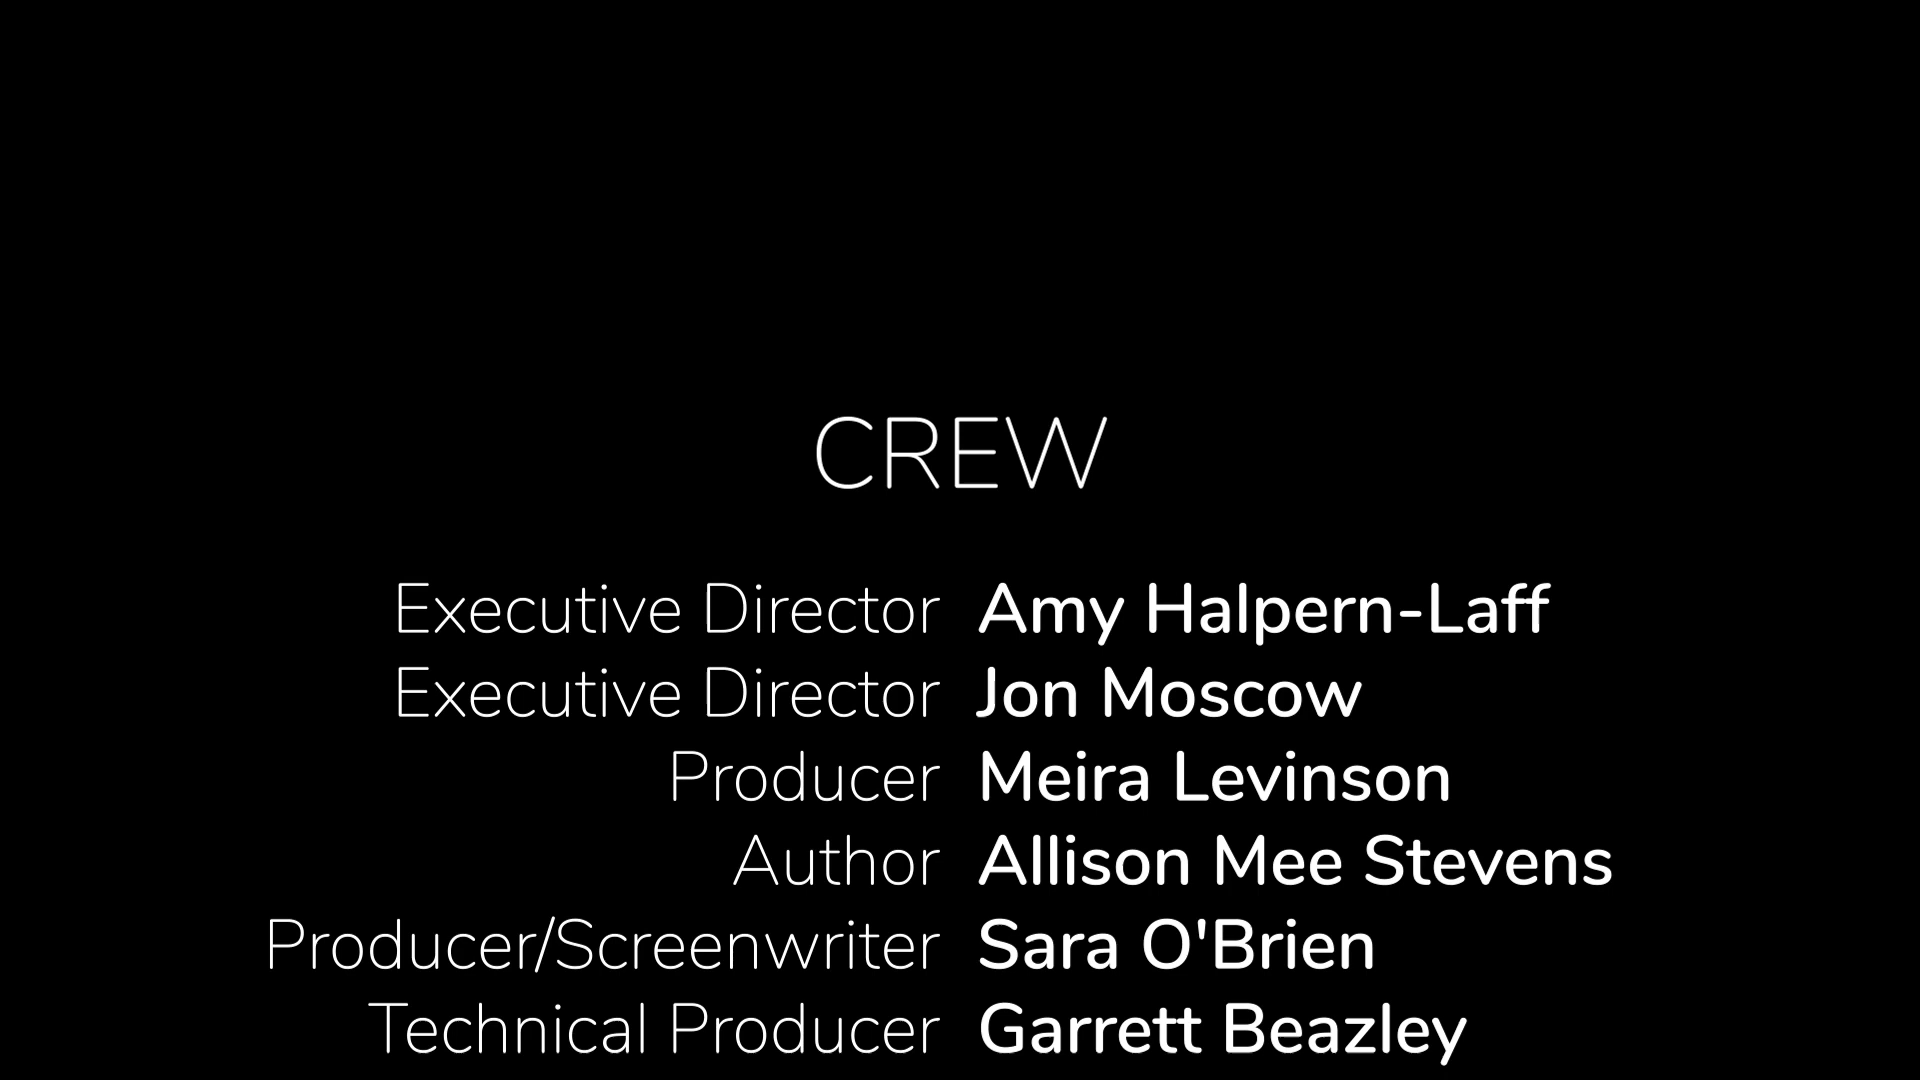 CREW
Executive Director Amy Halpern-Laff
Executive Director Jon Moscow
Producer Meira Levinson
Author Allison Mee Stevens
Producer/Screenwriter Sara O'Brien
Technical Producer Garrett Beazley